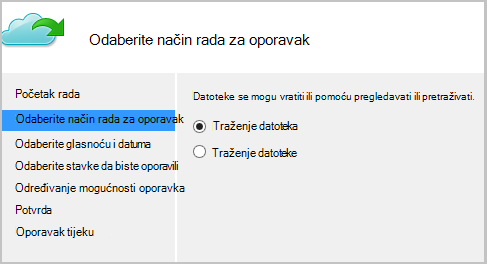 Odaberite način rada za oporavak
Početak rada
Odaberite način rada za oporavak
Odaberite glasnoću i datuma
Odaberite stavke da biste oporavili
Određivanje mogućnosti oporavka
Potvrda
Oporavak tijeku
Datoteke se mogu vratiti ili pomoću pregledavati ili pretraživati.
Traženje datoteka
Traženje datoteke